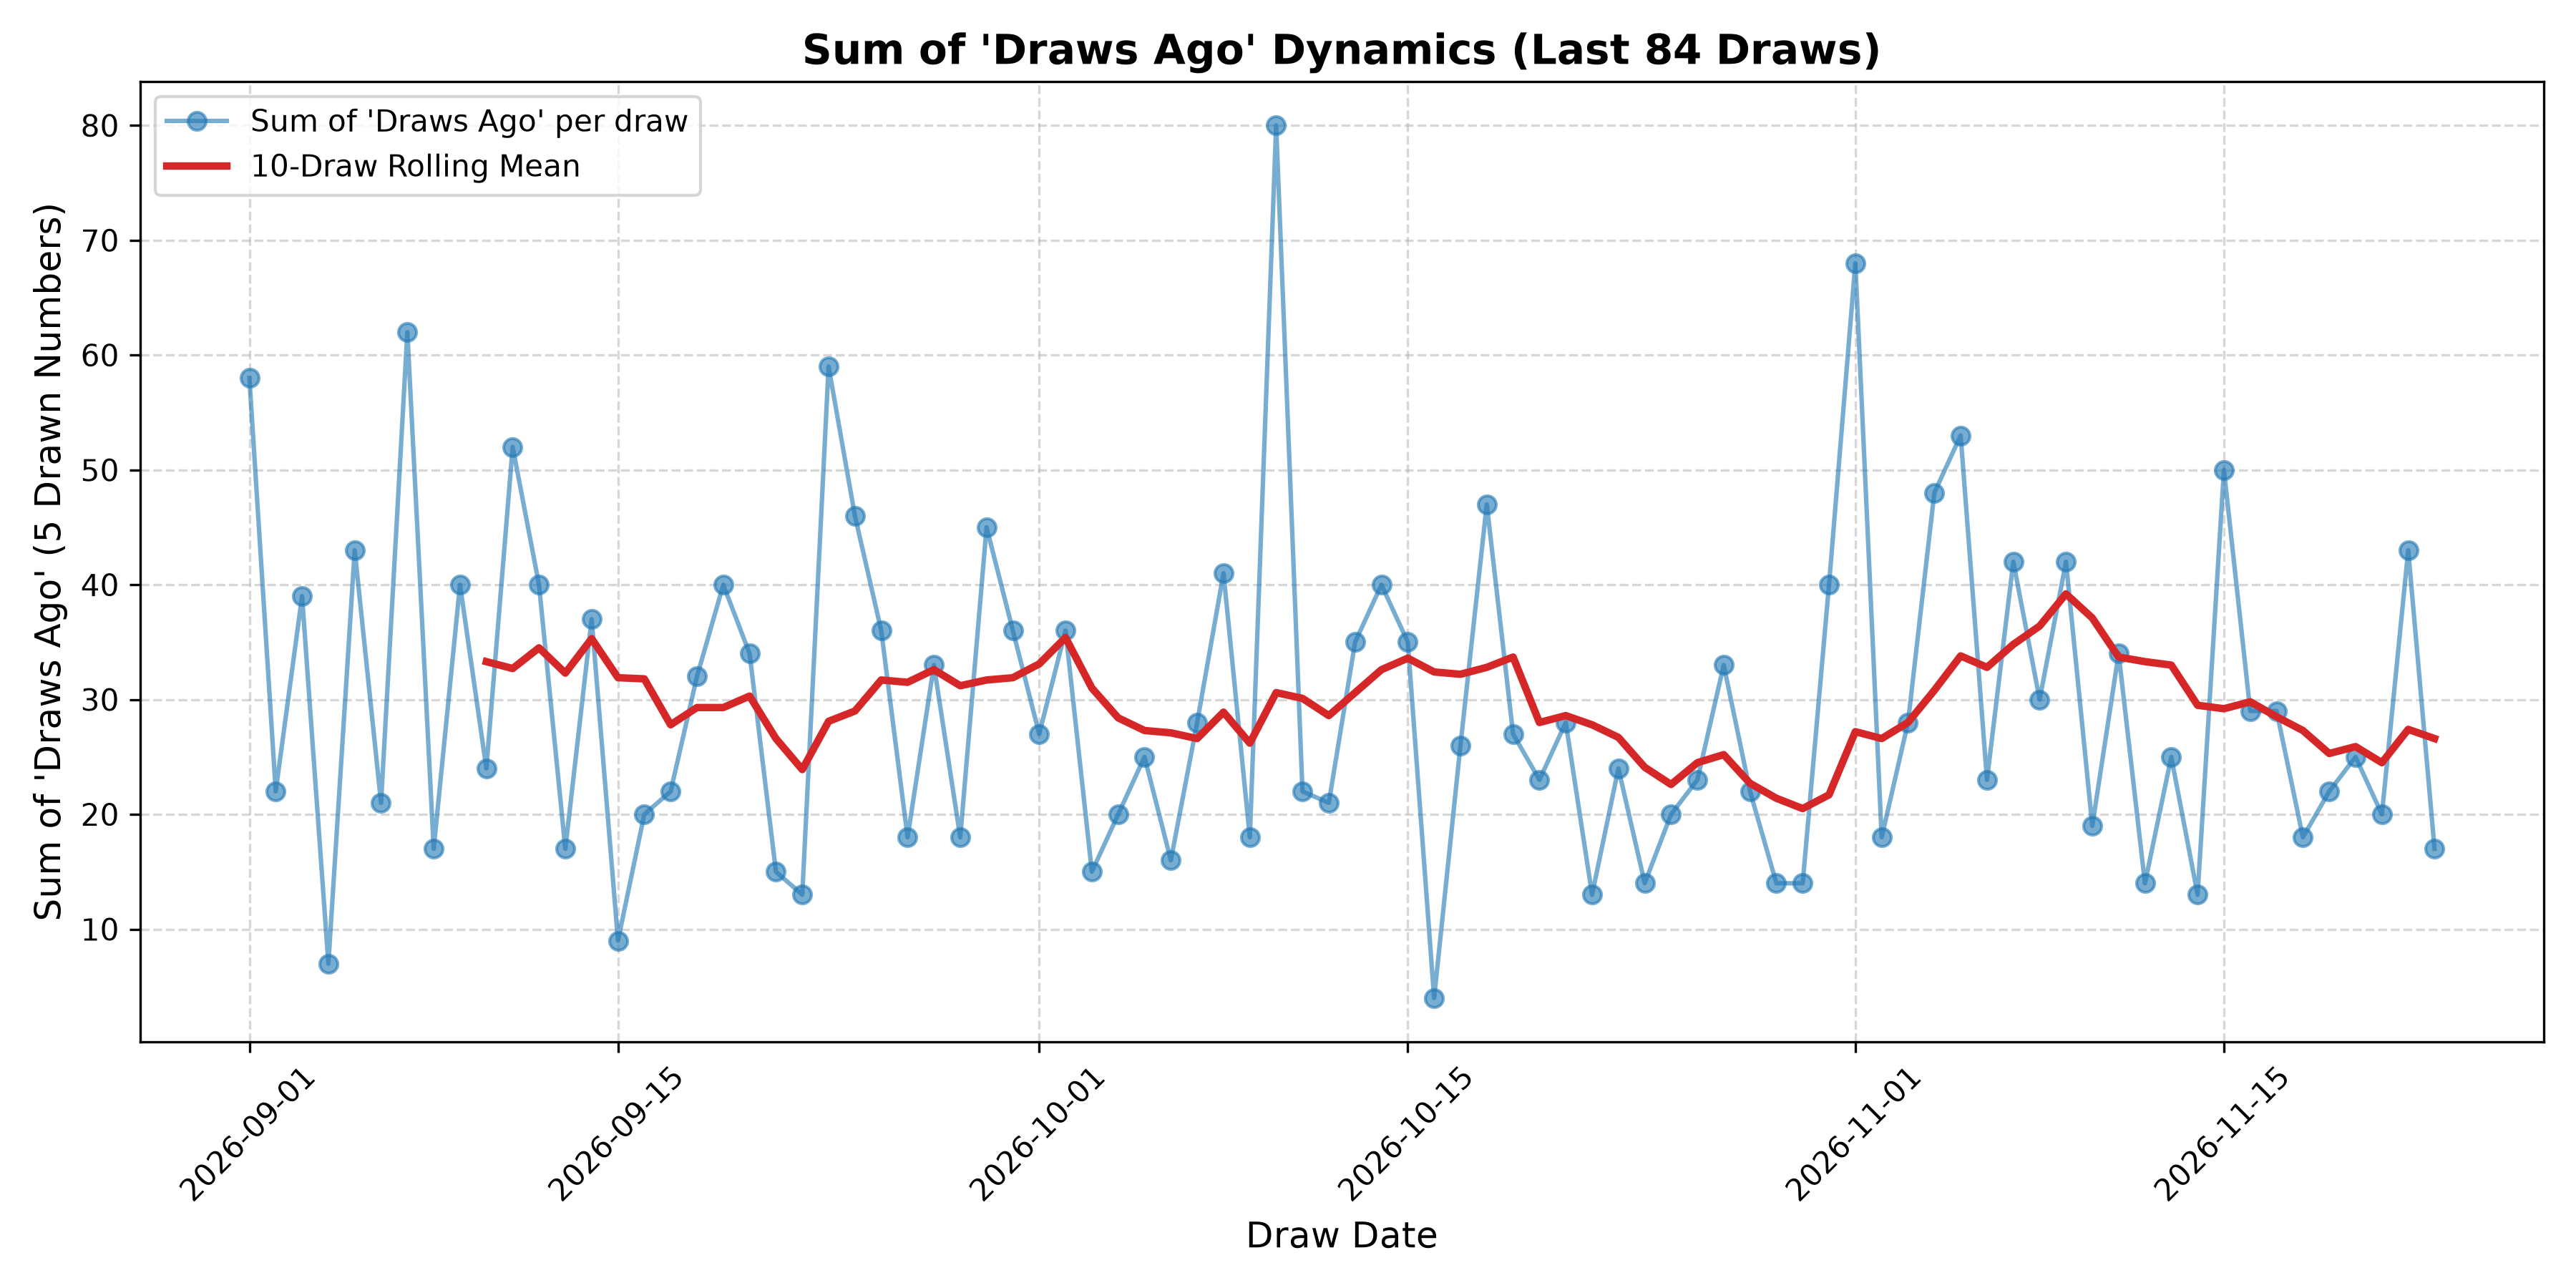 Sum of 'Draws Ago' Dynamics (Last 84 Draws)
Sum of 'Draws Ago' per draw
10-Draw Rolling Mean
Sum of 'Draws Ago' (5 Drawn Numbers)
80
70
60
50
40
30
20
10
2026-09-01
2026-09-15
2026-10-01
2026-10-15
2026-11-01
2026-11-15
Draw Date